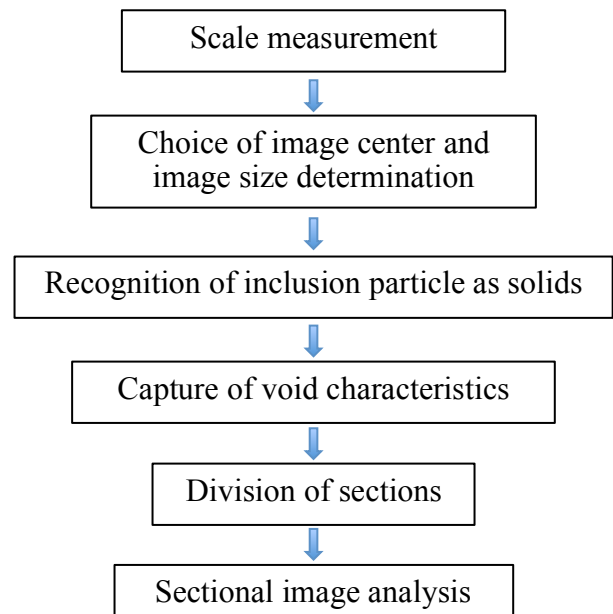 Scale measurement
Choice of image center and
image size determination
Recognition of inclusion particle as solids
Capture of void characteristics
Division of sections
Sectional image analysis